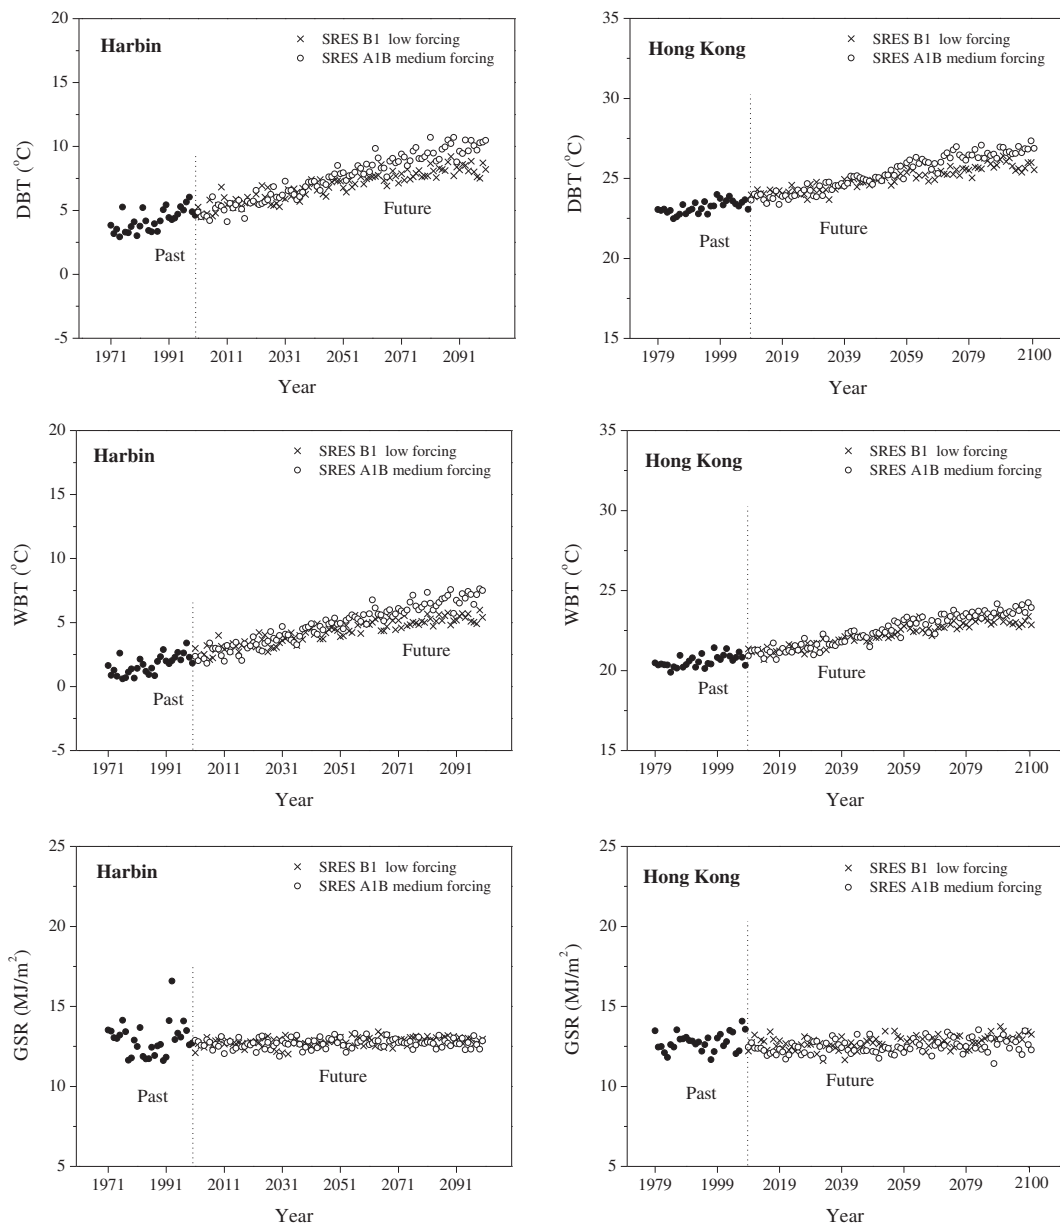 Harbin
SRES B1 low forcing
SRES A1B medium forcing
20
15
10
5
0
-5
DBT (°C)
Past
Future
1971 1991 2011 2031 2051 2071 2091
Year
Hong Kong
SRES B1 low forcing
SRES A1B medium forcing
35
30
25
20
15
DBT (°C)
Past
Future
1979 1999 2019 2039 2059 2079 2100
Year
Harbin
SRES B1 low forcing
SRES A1B medium forcing
20
15
10
5
0
-5
WBT (°C)
Past
Future
1971 1991 2011 2031 2051 2071 2091
Year
Hong Kong
SRES B1 low forcing
SRES A1B medium forcing
35
30
25
20
15
WBT (°C)
Past
Future
1979 1999 2019 2039 2059 2079 2100
Year
Harbin
SRES B1 low forcing
SRES A1B medium forcing
25
20
15
10
5
GSR (MJ/m²)
Past
Future
1971 1991 2011 2031 2051 2071 2091
Year
Hong Kong
SRES B1 low forcing
SRES A1B medium forcing
25
20
15
10
5
GSR (MJ/m²)
Past
Future
1979 1999 2019 2039 2059 2079 2100
Year